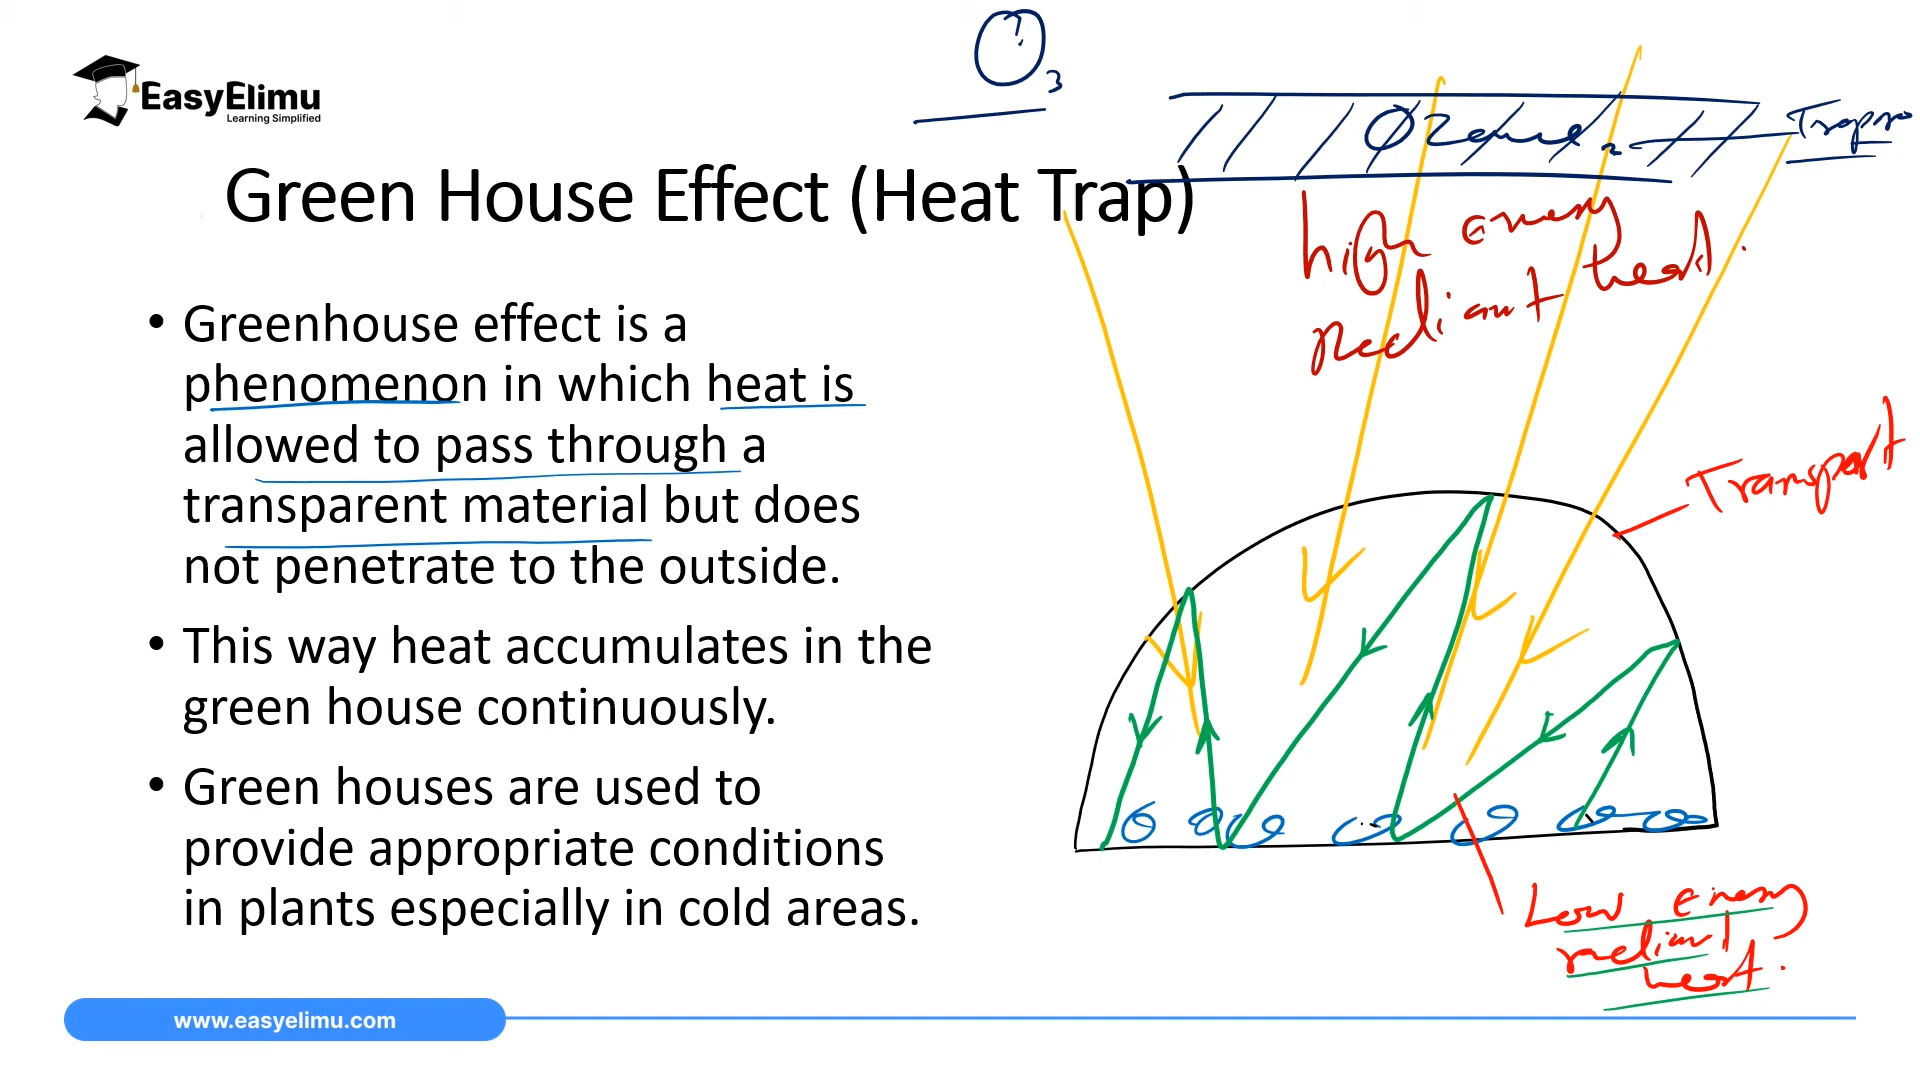 O3
EasyElimu
Learning Simplified
Green House Effect (Heat Trap)
high energy
Radiant heat.
• Greenhouse effect is a
phenomenon in which heat is
allowed to pass through a
transparent material but does
not penetrate to the outside.
• This way heat accumulates in the
green house continuously.
• Green houses are used to
provide appropriate conditions
in plants especially in cold areas.
Low energy
radiant
heat.
www.easyelimu.com